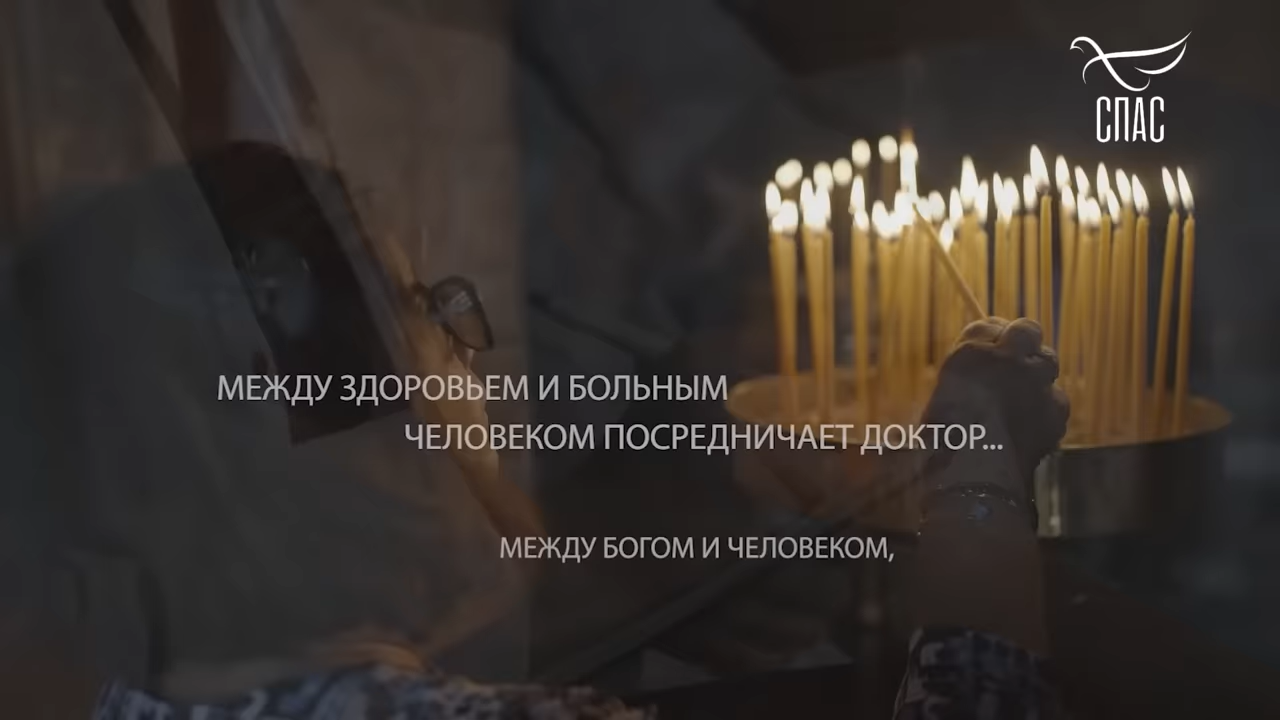 СПАС
МЕЖДУ ЗДОРОВЬЕМ И БОЛЬНЫМ
ЧЕЛОВЕКОМ ПОСРЕДНИЧАЕТ ДОКТОР...
МЕЖДУ БОГОМ И ЧЕЛОВЕКОМ,